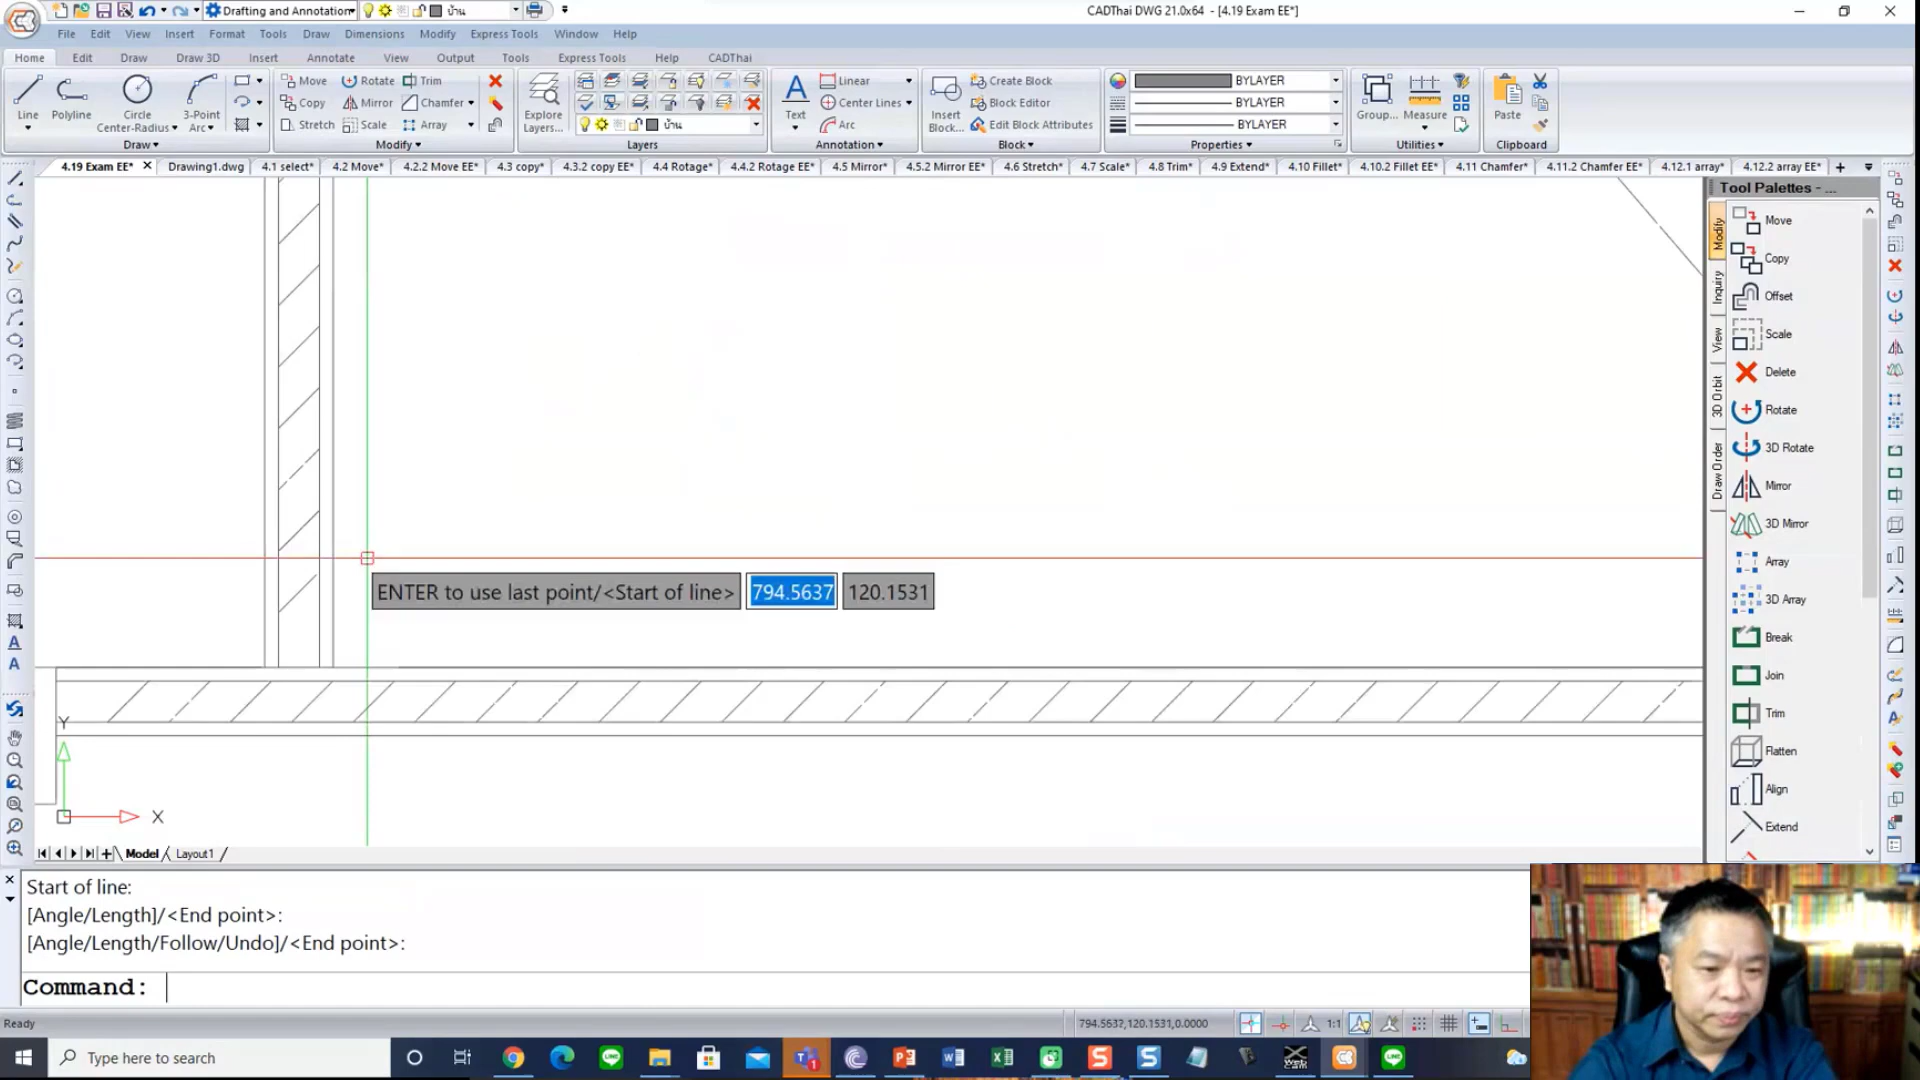 Drafting and Annotation
บ้าน
CADThai DWG 21.0x64 - [4.19 Exam EE*]
File Edit View Insert Format Tools Draw Dimensions Modify Express Tools Window Help
Home Edit Draw Draw 3D Insert Annotate View Output Tools Express Tools Help CADThai
Line
Polyline
Circle
Center-Radius
3-Point
Arc
Draw
Move Rotate Trim
Copy Mirror Chamfer
Stretch Scale Array
Modify
Explore
Layers...
บ้าน
Layers
Text
Linear
Center Lines
Arc
Annotation
Insert
Block...
Create Block
Block Editor
Edit Block Attributes
Block
BYLAYER
BYLAYER
BYLAYER
Properties
Group...
Measure
Utilities
Paste
Clipboard
4.19 Exam EE* Drawing1.dwg 4.1 select* 4.2 Move* 4.2.2 Move EE* 4.3 copy* 4.3.2 copy EE* 4.4 Rotage* 4.4.2 Rotage EE* 4.5 Mirror* 4.5.2 Mirror EE* 4.6 Stretch* 4.7 Scale* 4.8 Trim* 4.9 Extend* 4.10 Fillet* 4.10.2 Fillet EE* 4.11 Chamfer* 4.11.2 Chamfer EE* 4.12.1 array* 4.12.2 array EE*
Tool Palettes - ...
Modify
Inquiry
View
3D Orbit
Draw Order
Move
Copy
Offset
Scale
Delete
Rotate
3D Rotate
Mirror
3D Mirror
Array
3D Array
Break
Join
Trim
Flatten
Align
Extend
ENTER to use last point/<Start of line> 794.5637 120.1531
Y
X
Model Layout1
Start of line:
[Angle/Length]/<End point>:
[Angle/Length/Follow/Undo]/<End point>:
Command:
Ready
794.5637,120.1531,0.0000
1:1
Type here to search